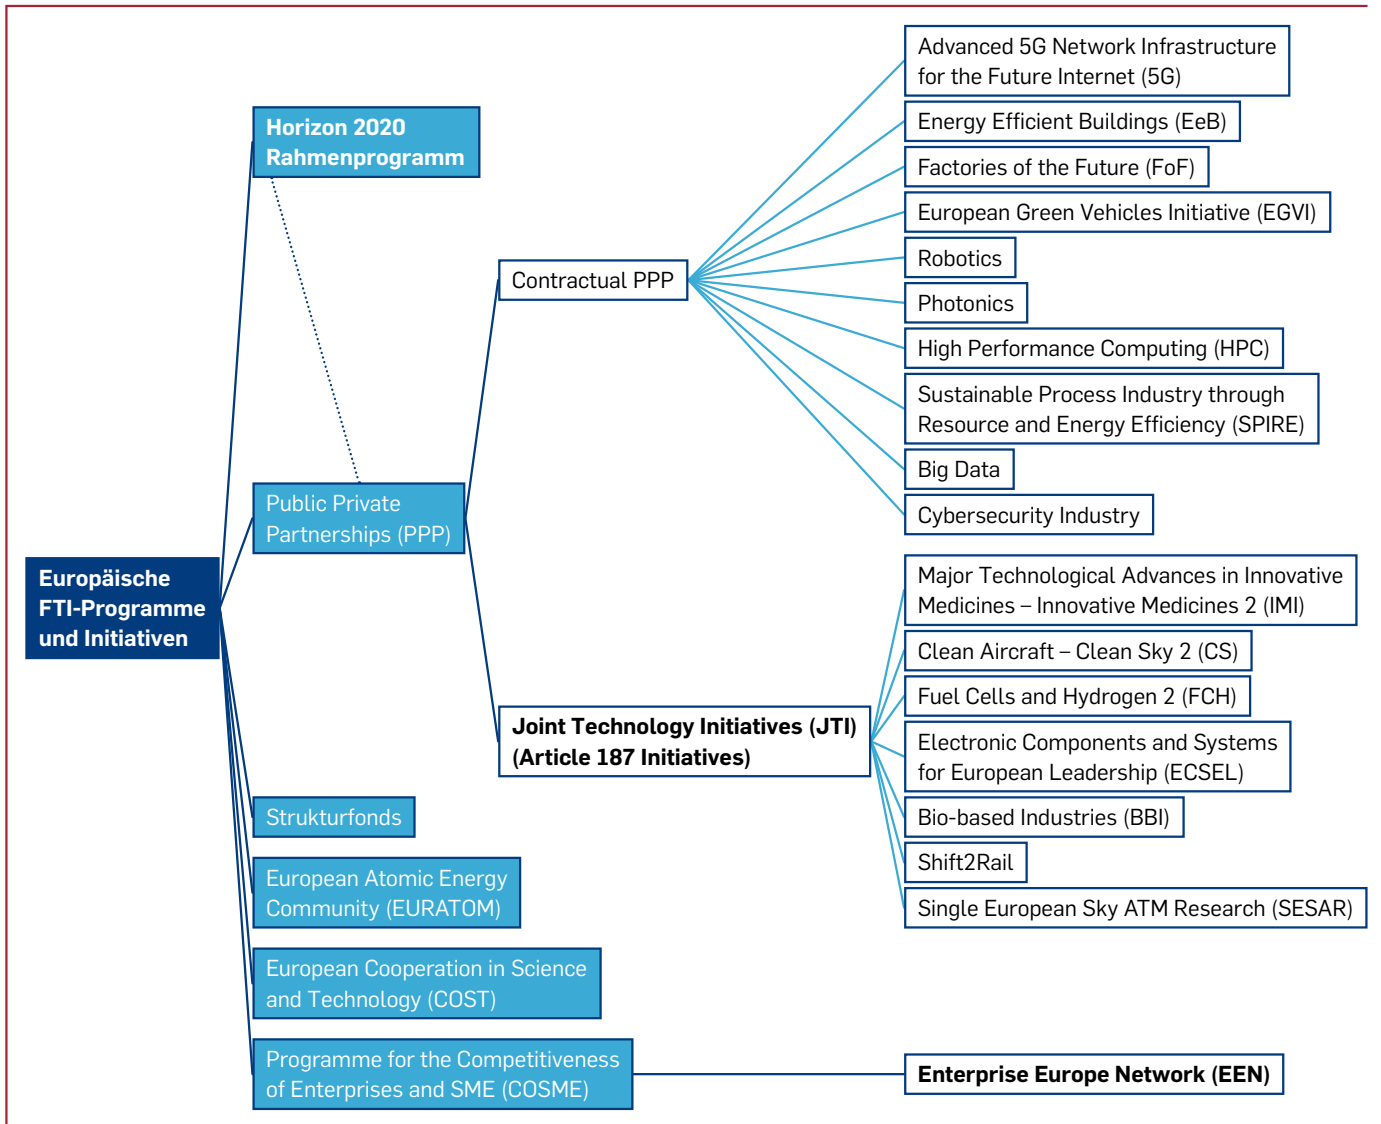 Europäische
FTI-Programme
und Initiativen
Horizon 2020
Rahmenprogramm
Public Private
Partnerships (PPP)
Strukturfonds
European Atomic Energy
Community (EURATOM)
European Cooperation in Science
and Technology (COST)
Programme for the Competitiveness
of Enterprises and SME (COSME)
Contractual PPP
Joint Technology Initiatives (JTI)
(Article 187 Initiatives)
Advanced 5G Network Infrastructure
for the Future Internet (5G)
Energy Efficient Buildings (EeB)
Factories of the Future (FoF)
European Green Vehicles Initiative (EGVI)
Robotics
Photonics
High Performance Computing (HPC)
Sustainable Process Industry through
Resource and Energy Efficiency (SPIRE)
Big Data
Cybersecurity Industry
Major Technological Advances in Innovative
Medicines – Innovative Medicines 2 (IMI)
Clean Aircraft – Clean Sky 2 (CS)
Fuel Cells and Hydrogen 2 (FCH)
Electronic Components and Systems
for European Leadership (ECSEL)
Bio-based Industries (BBI)
Shift2Rail
Single European Sky ATM Research (SESAR)
Enterprise Europe Network (EEN)